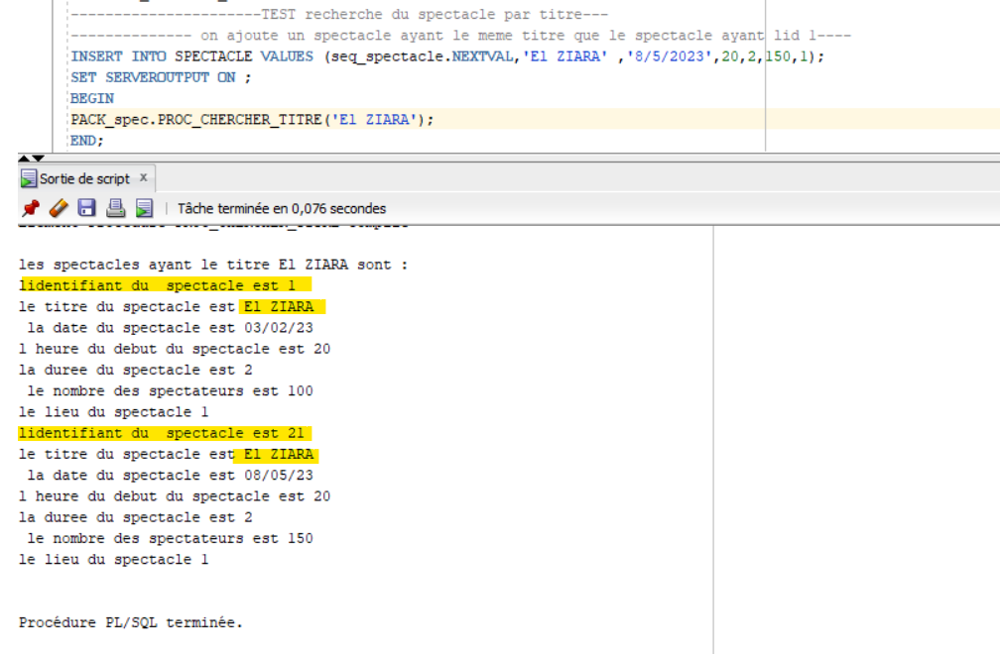 ----------------------TEST recherche du spectacle par titre---
-------------- on ajoute un spectacle ayant le meme titre que le spectacle ayant lid 1----
INSERT INTO SPECTACLE VALUES (seq_spectacle.NEXTVAL,'El ZIARA' ,'8/5/2023',20,2,150,1);
SET SERVEROUTPUT ON ;
BEGIN
PACK_spec.PROC_CHERCHER_TITRE('El ZIARA');
END;
Sortie de script x
Tâche terminée en 0,076 secondes
les spectacles ayant le titre El ZIARA sont :
lidentifiant du  spectacle est 1
le titre du spectacle est El ZIARA
la date du spectacle est 03/02/23
l heure du debut du spectacle est 20
la duree du spectacle est 2
le nombre des spectateurs est 100
le lieu du spectacle 1
lidentifiant du  spectacle est 21
le titre du spectacle est El ZIARA
la date du spectacle est 08/05/23
l heure du debut du spectacle est 20
la duree du spectacle est 2
le nombre des spectateurs est 150
le lieu du spectacle 1
Procédure PL/SQL terminée.